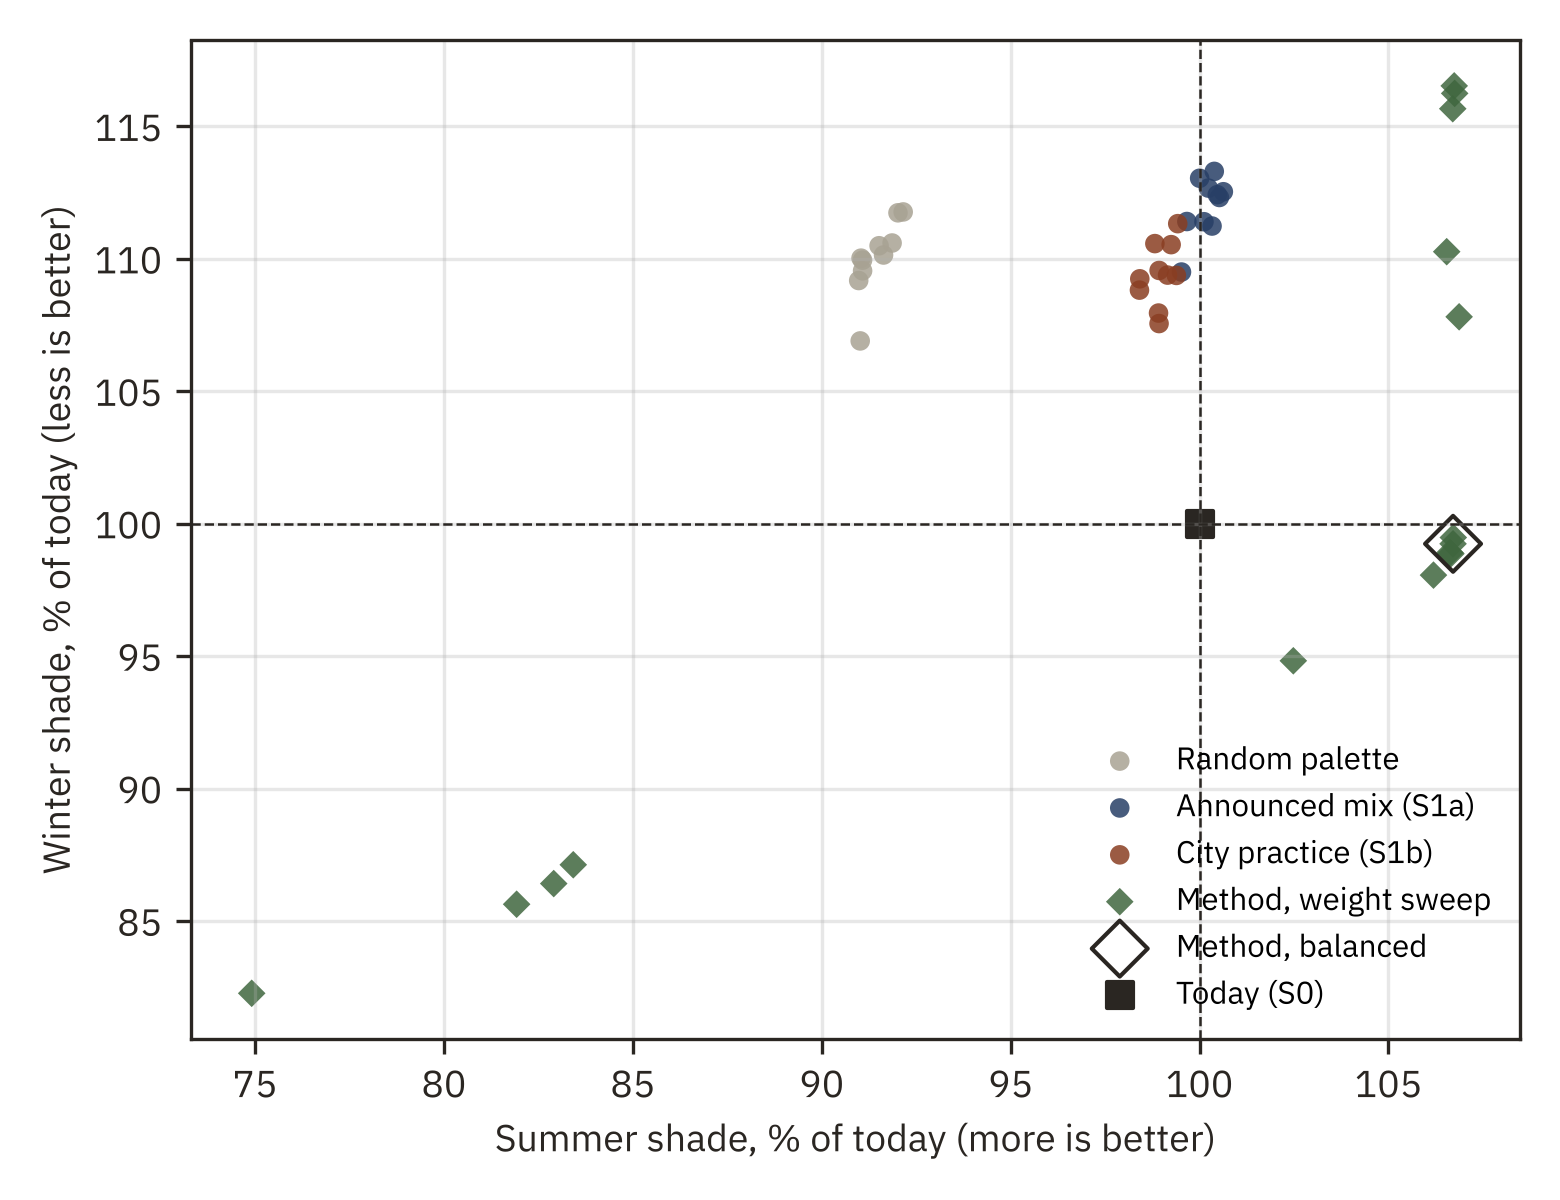 Winter shade, % of today (less is better)
115
110
105
100
95
90
85
Random palette
Announced mix (S1a)
City practice (S1b)
Method, weight sweep
Method, balanced
Today (S0)
75 80 85 90 95 100 105
Summer shade, % of today (more is better)